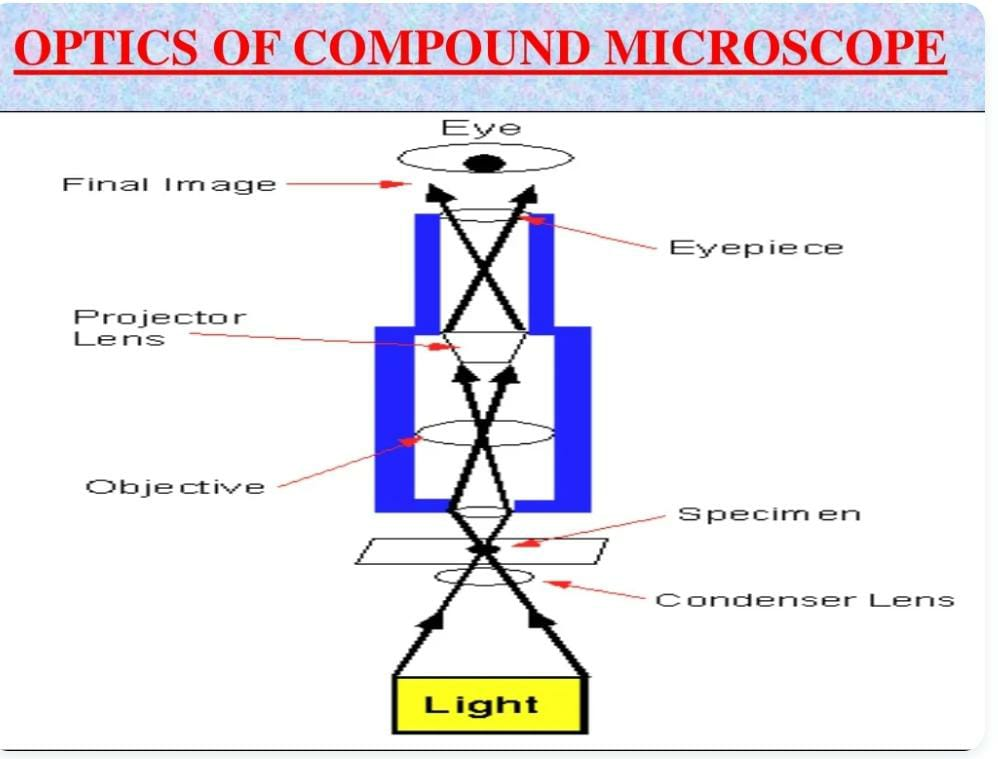 OPTICS OF COMPOUND MICROSCOPE
Eye
Final Image
Eyepiece
Projector
Lens
Objective
Specimen
Condenser Lens
Light